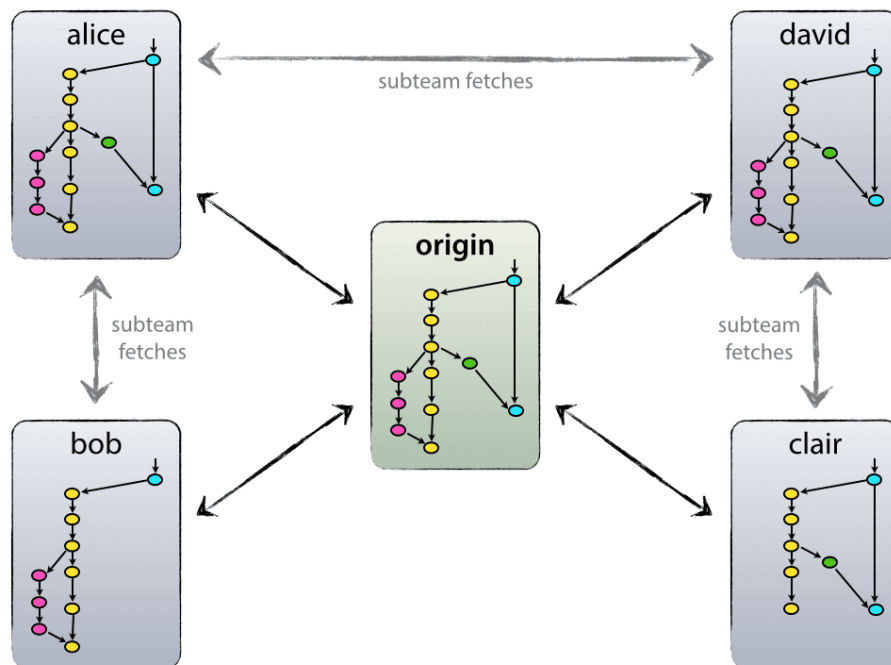 alice
david
subteam fetches
origin
subteam
fetches
subteam
fetches
bob
clair